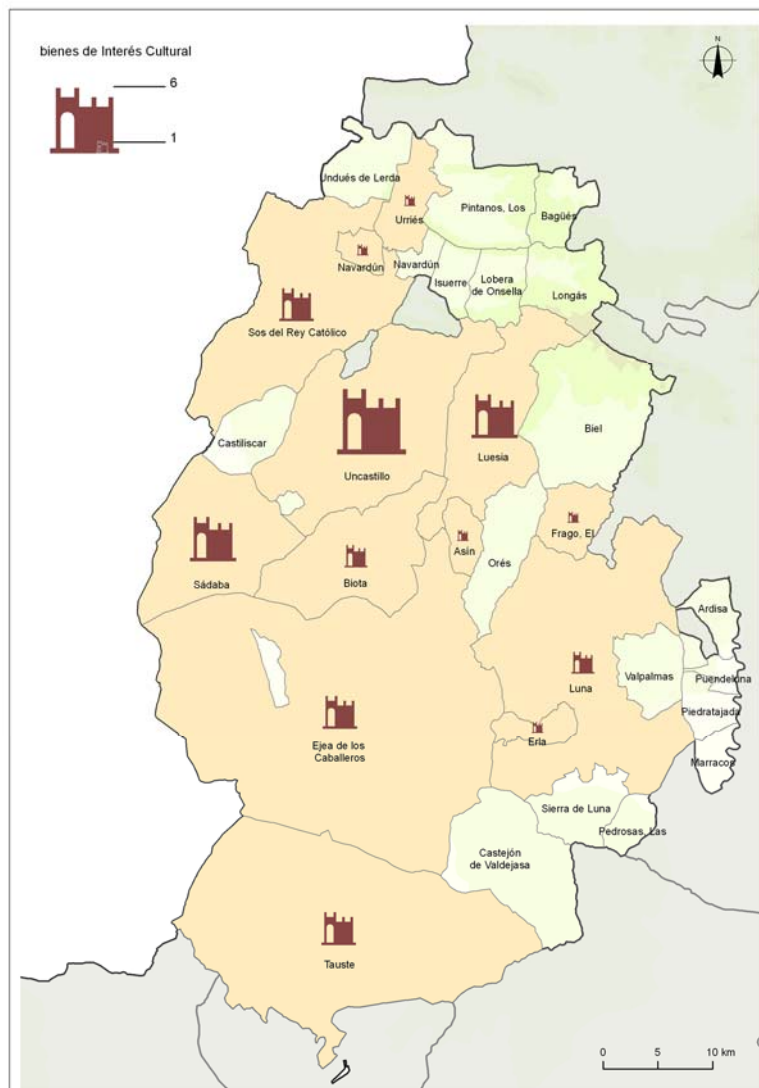 bienes de Interés Cultural
6
1
N
Undués de Lerda
Urriés
Pintanos, Los
Bagüés
Navardún
Navardún
Isuerre
Lobera
de Onsella
Longás
Sos del Rey Católico
Castiliscar
Uncastillo
Luesia
Biel
Sádaba
Biota
Asín
Orés
Frago, El
Ardisa
Luna
Valpalmas
Puendeluna
Piedratajada
Erla
Marracos
Ejea de los
Caballeros
Sierra de Luna
Pedrosas, Las
Castejón
de Valdejasa
Tauste
0 5 10 km